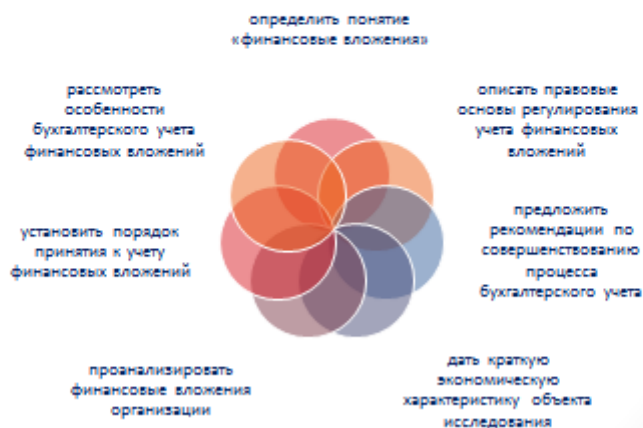 определить понятие
«финансовые вложения»
рассмотреть
особенности
бухгалтерского учета
финансовых вложений
описать правовые
основы регулирования
учета финансовых
вложений
установить порядок
принятия к учету
финансовых вложений
предложить
рекомендации по
совершенствованию
процесса
бухгалтерского учета
проанализировать
финансовые вложения
организации
дать краткую
экономическую
характеристику объекта
исследования